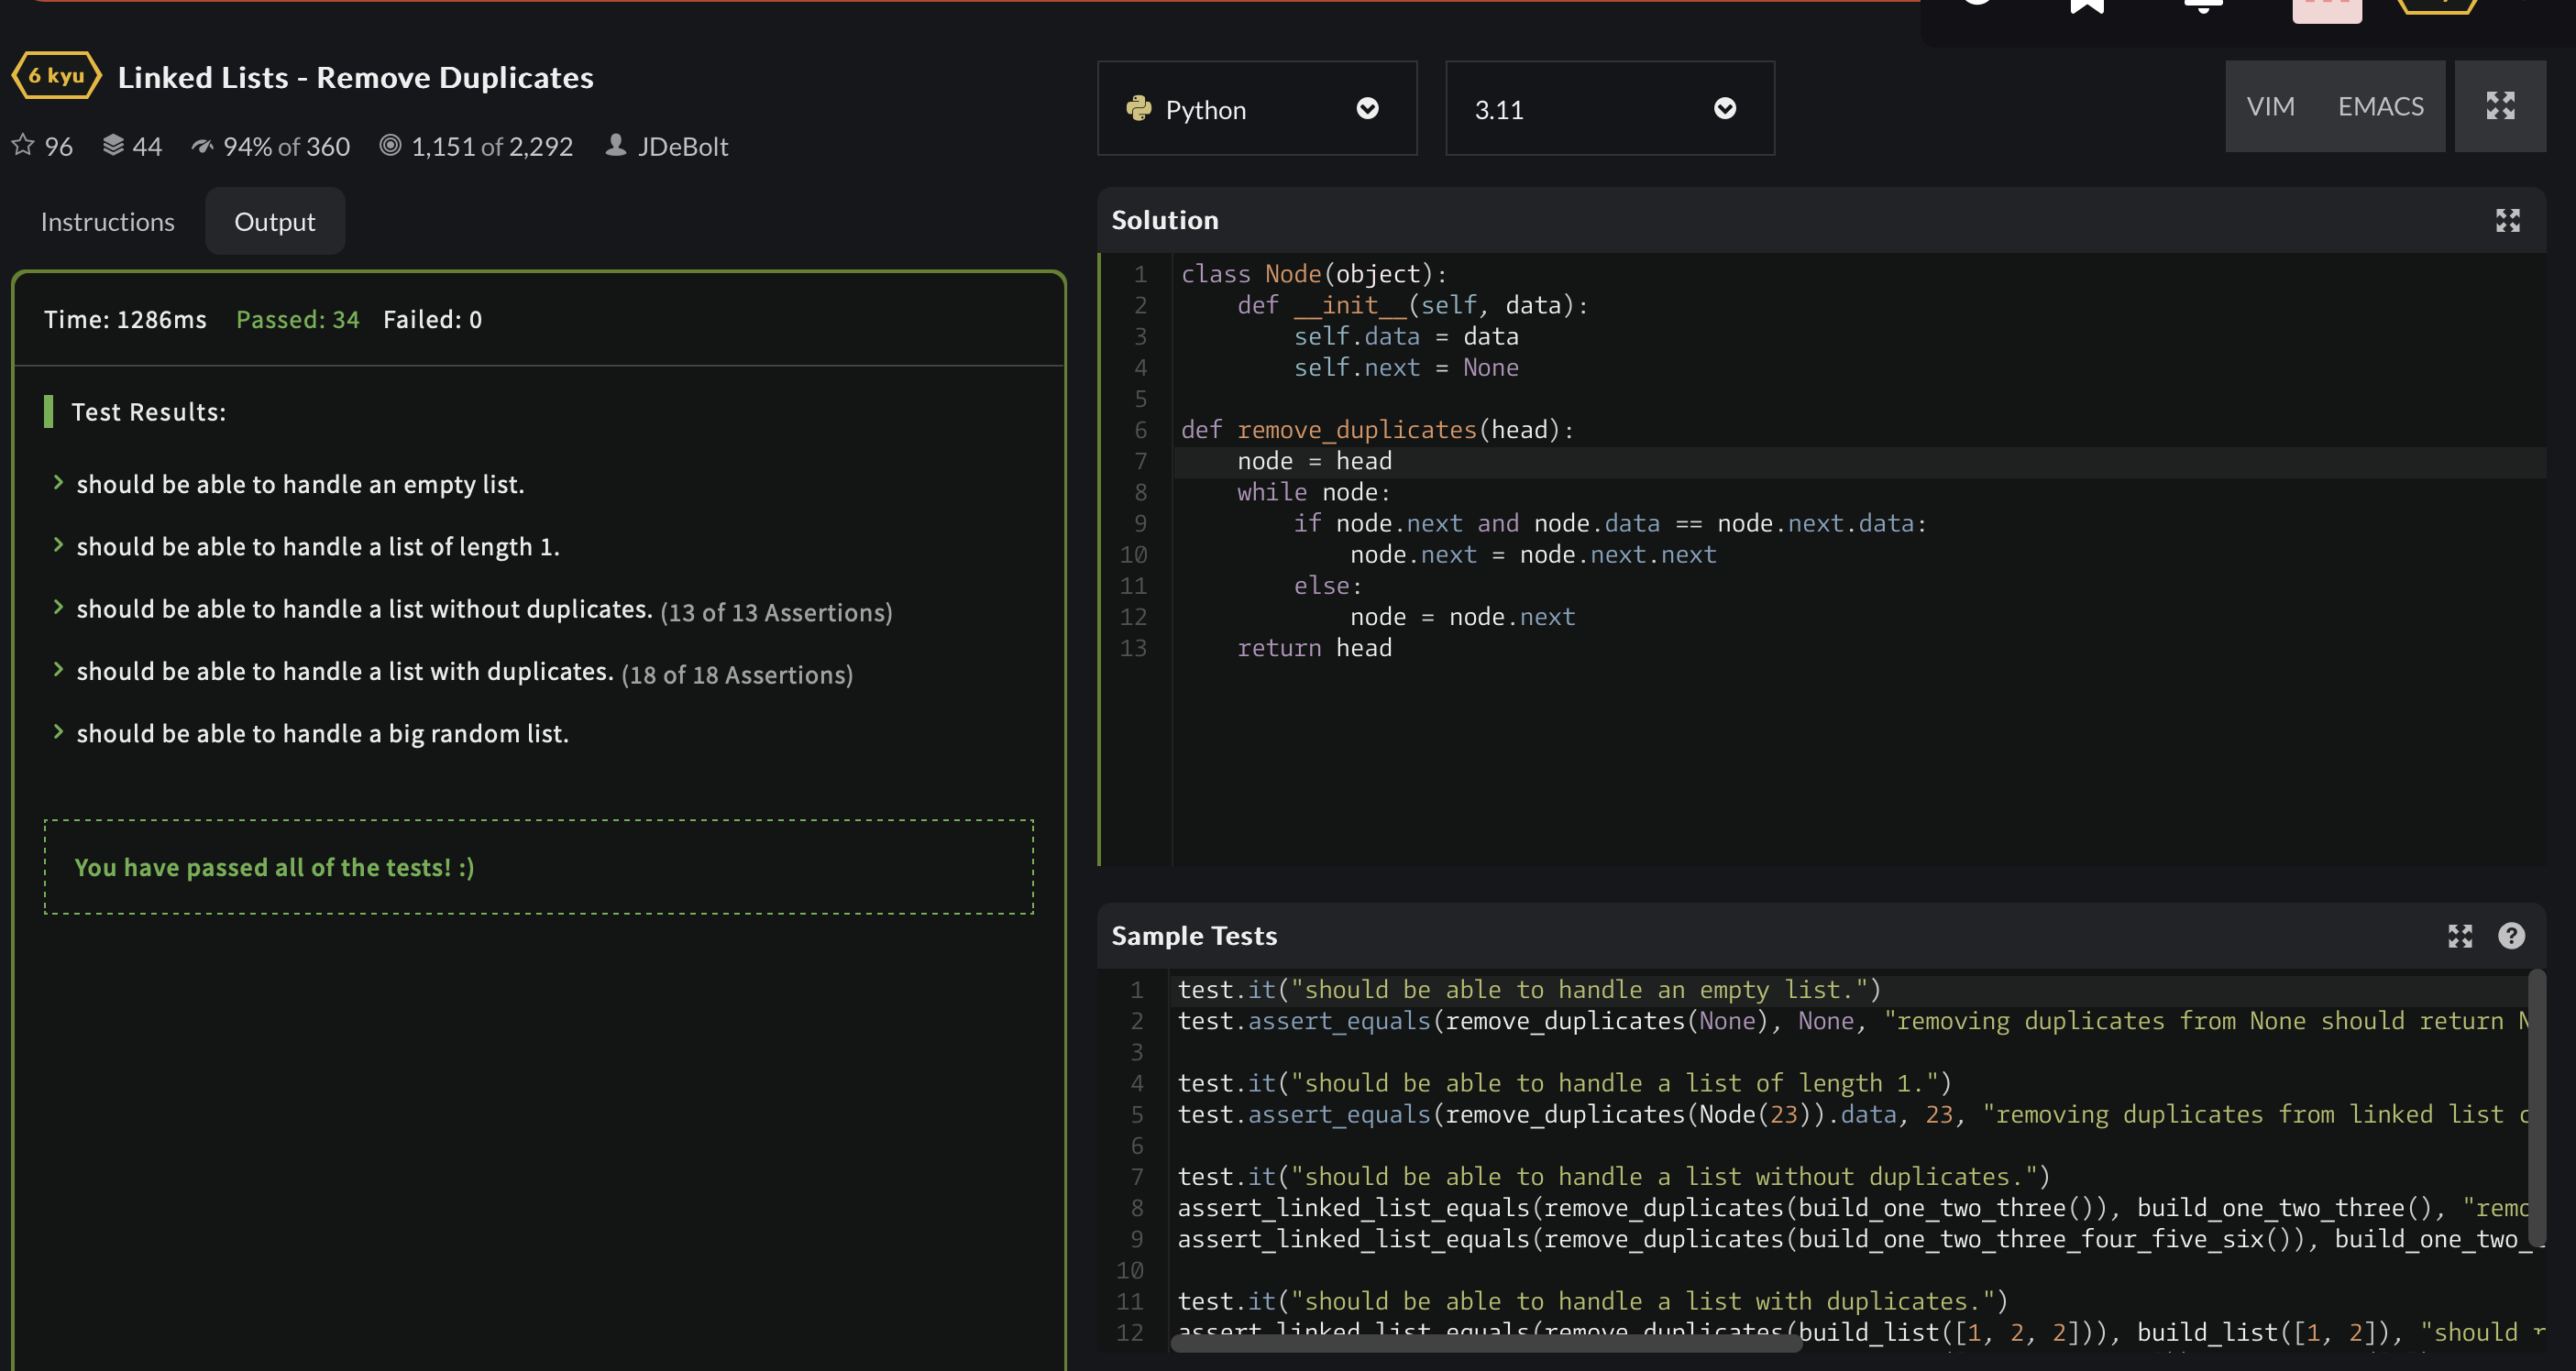 6 kyu Linked Lists - Remove Duplicates
96 44 94% of 360 1,151 of 2,292 JDeBolt
Instructions Output
Time: 1286ms Passed: 34 Failed: 0
Test Results:
should be able to handle an empty list.
should be able to handle a list of length 1.
should be able to handle a list without duplicates. (13 of 13 Assertions)
should be able to handle a list with duplicates. (18 of 18 Assertions)
should be able to handle a big random list.
You have passed all of the tests! :)
Python 3.11 VIM EMACS
Solution
1 class Node(object):
2     def __init__(self, data):
3         self.data = data
4         self.next = None
5
6 def remove_duplicates(head):
7     node = head
8     while node:
9         if node.next and node.data == node.next.data:
10             node.next = node.next.next
11         else:
12             node = node.next
13     return head
Sample Tests
1 test.it("should be able to handle an empty list.")
2 test.assert_equals(remove_duplicates(None), None, "removing duplicates from None should return
3
4 test.it("should be able to handle a list of length 1.")
5 test.assert_equals(remove_duplicates(Node(23)).data, 23, "removing duplicates from linked list
6
7 test.it("should be able to handle a list without duplicates.")
8 assert_linked_list_equals(remove_duplicates(build_one_two_three()), build_one_two_three(), "remo
9 assert_linked_list_equals(remove_duplicates(build_one_two_three_four_five_six()), build_one_two_
10
11 test.it("should be able to handle a list with duplicates.")
12 assert_linked_list_equals(remove_duplicates(build_list([1, 2, 2])), build_list([1, 2]), "should r